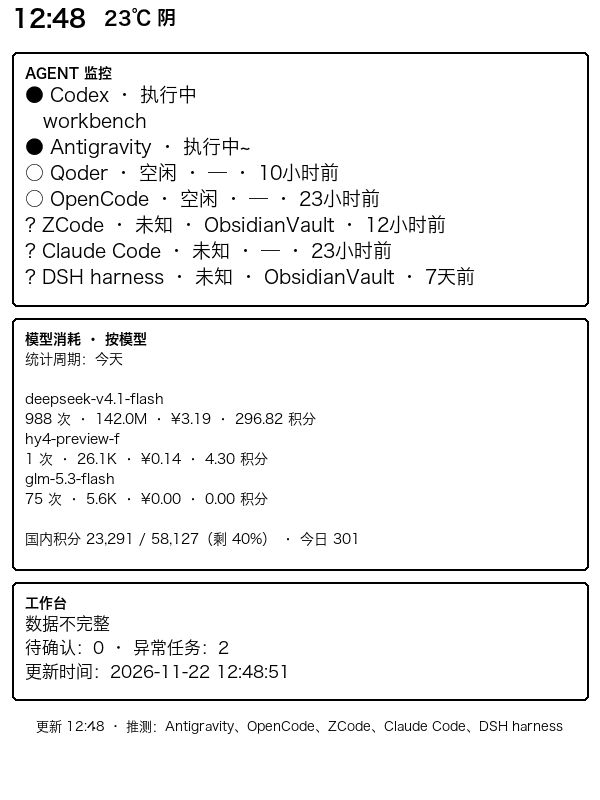 12:48 23℃ 阴
AGENT 监控
● Codex · 执行中
workbench
● Antigravity · 执行中~
○ Qoder · 空闲 · — · 10小时前
○ OpenCode · 空闲 · — · 23小时前
? ZCode · 未知 · ObsidianVault · 12小时前
? Claude Code · 未知 · — · 23小时前
? DSH harness · 未知 · ObsidianVault · 7天前
模型消耗 · 按模型
统计周期：今天
deepseek-v4.1-flash
988 次 · 142.0M · ¥3.19 · 296.82 积分
hy4-preview-f
1 次 · 26.1K · ¥0.14 · 4.30 积分
glm-5.3-flash
75 次 · 5.6K · ¥0.00 · 0.00 积分
国内积分 23,291 / 58,127（剩 40%） · 今日 301
工作台
数据不完整
待确认：0 · 异常任务：2
更新时间：2026-11-22 12:48:51
更新 12:48 · 推测：Antigravity、OpenCode、ZCode、Claude Code、DSH harness